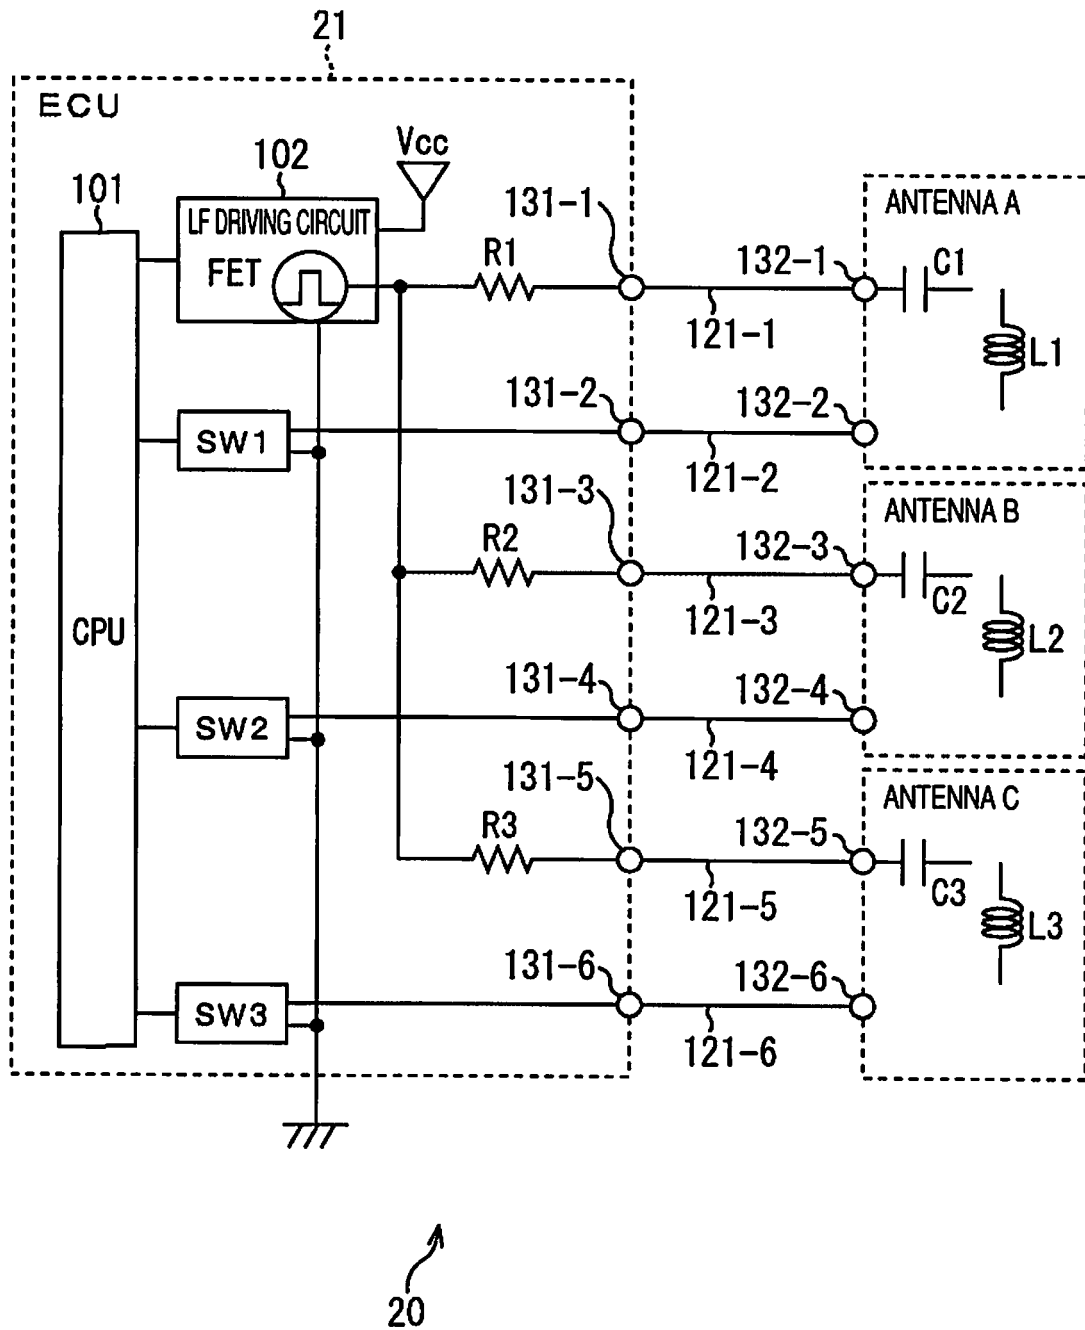 21
ECU
Vcc
102
101
LF DRIVING CIRCUIT
FET
R1
131-1
132-1
ANTENNA A
C1
121-1
L1
SW1
131-2
132-2
121-2
131-3
ANTENNA B
R2
132-3
C2
121-3
L2
CPU
131-4
132-4
SW2
121-4
131-5
ANTENNA C
R3
132-5
C3
121-5
L3
131-6
132-6
SW3
121-6
20